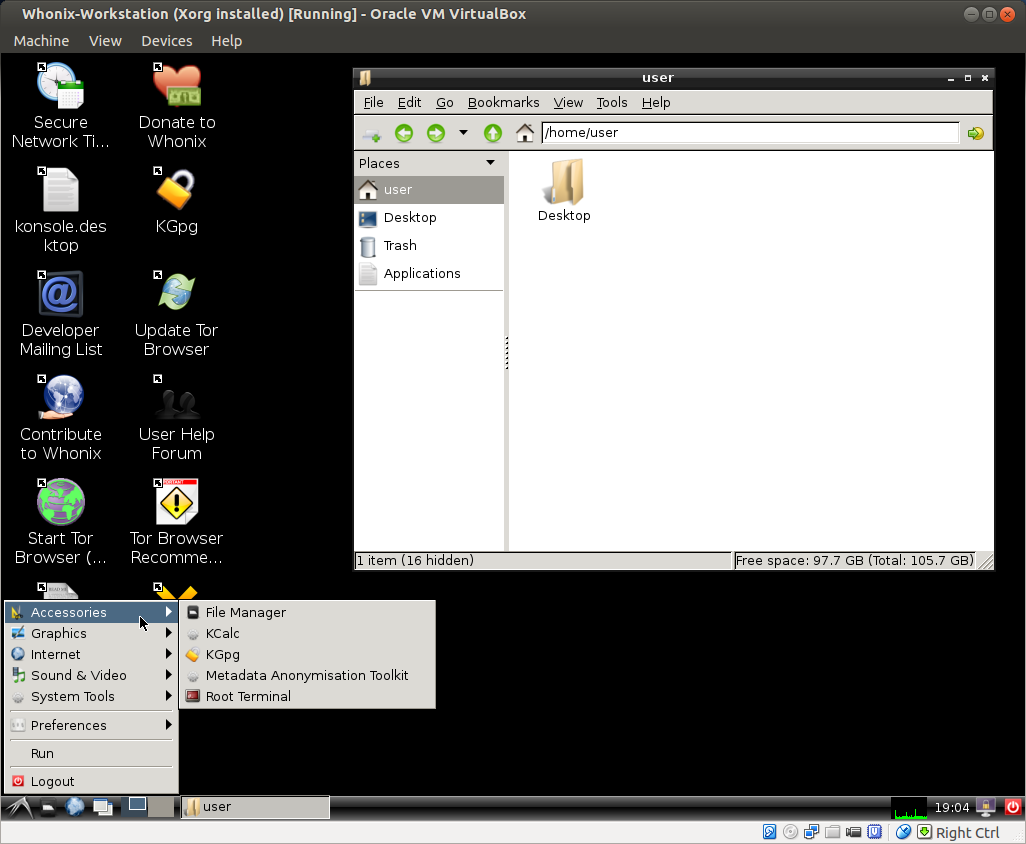 Whonix-Workstation (Xorg installed) [Running] - Oracle VM VirtualBox
Machine View Devices Help
Secure
Network Ti...
Donate to
Whonix
konsole.des
ktop
KGpg
Developer
Mailing List
Update Tor
Browser
Contribute
to Whonix
User Help
Forum
Start Tor
Browser (...
Tor Browser
Recomme...
user
File Edit Go Bookmarks View Tools Help
/home/user
Places
user
Desktop
Trash
Applications
Desktop
1 item (16 hidden)
Free space: 97.7 GB (Total: 105.7 GB)
Accessories
Graphics
Internet
Sound & Video
System Tools
Preferences
Run
Logout
File Manager
KCalc
KGpg
Metadata Anonymisation Toolkit
Root Terminal
user
19:04
Right Ctrl